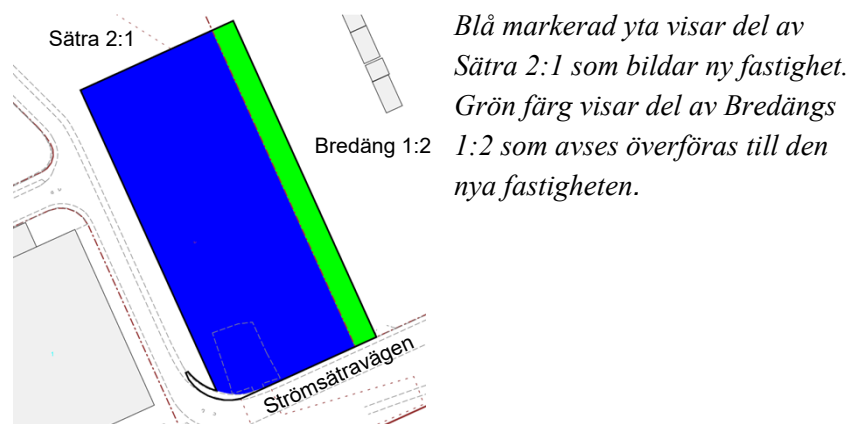 Sätra 2:1
Bredäng 1:2
Strömsätravägen
Blå markerad yta visar del av
Sätra 2:1 som bildar ny fastighet.
Grön färg visar del av Bredängs
1:2 som avses överföras till den
nya fastigheten.